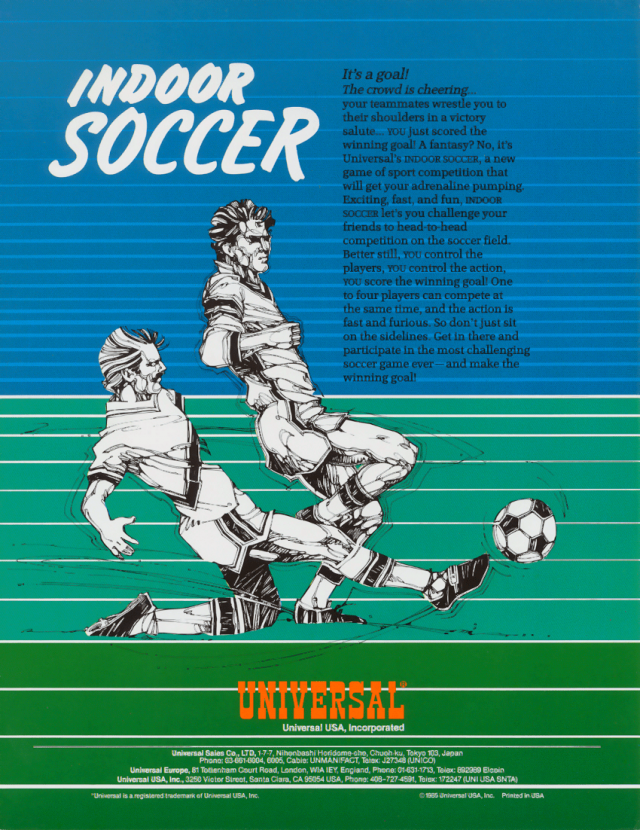 INDOOR
SOCCER
It's a goal!
The crowd is cheering...
your teammates wrestle you to
their shoulders in a victory
salute... YOU just scored the
winning goal! A fantasy? No, it's
Universal's INDOOR SOCCER, a new
game of sport competition that
will get your adrenaline pumping.
Exciting, fast, and fun, INDOOR
SOCCER let's you challenge your
friends to head-to-head
competition on the soccer field.
Better still, YOU control the
players, YOU control the action,
YOU score the winning goal! One
to four players can compete at
the same time, and the action is
fast and furious. So don't just sit
on the sidelines. Get in there and
participate in the most challenging
soccer game ever—and make the
winning goal!
UNIVERSAL®
Universal USA, Incorporated
Universal Sales Co., LTD, 1-7-7, Nihonbashi Horidome-cho, Chuoh-ku, Tokyo 103, Japan
Phone: 03-661-6904, 6905, Cable: UNMANIFACT, Telex: J27348 (UNICO)
Universal Europe, 81 Tottenham Court Road, London, WIA IEY, England, Phone: 01-631-1713, Telex: 892989 Elcoin
Universal USA, Inc., 3250 Victor Street, Santa Clara, CA 95054 USA, Phone: 408-727-4591, Telex: 172247 (UNI USA SNTA)
*Universal is a registered trademark of Universal USA, Inc.
©1985 Universal USA, Inc. Printed in USA